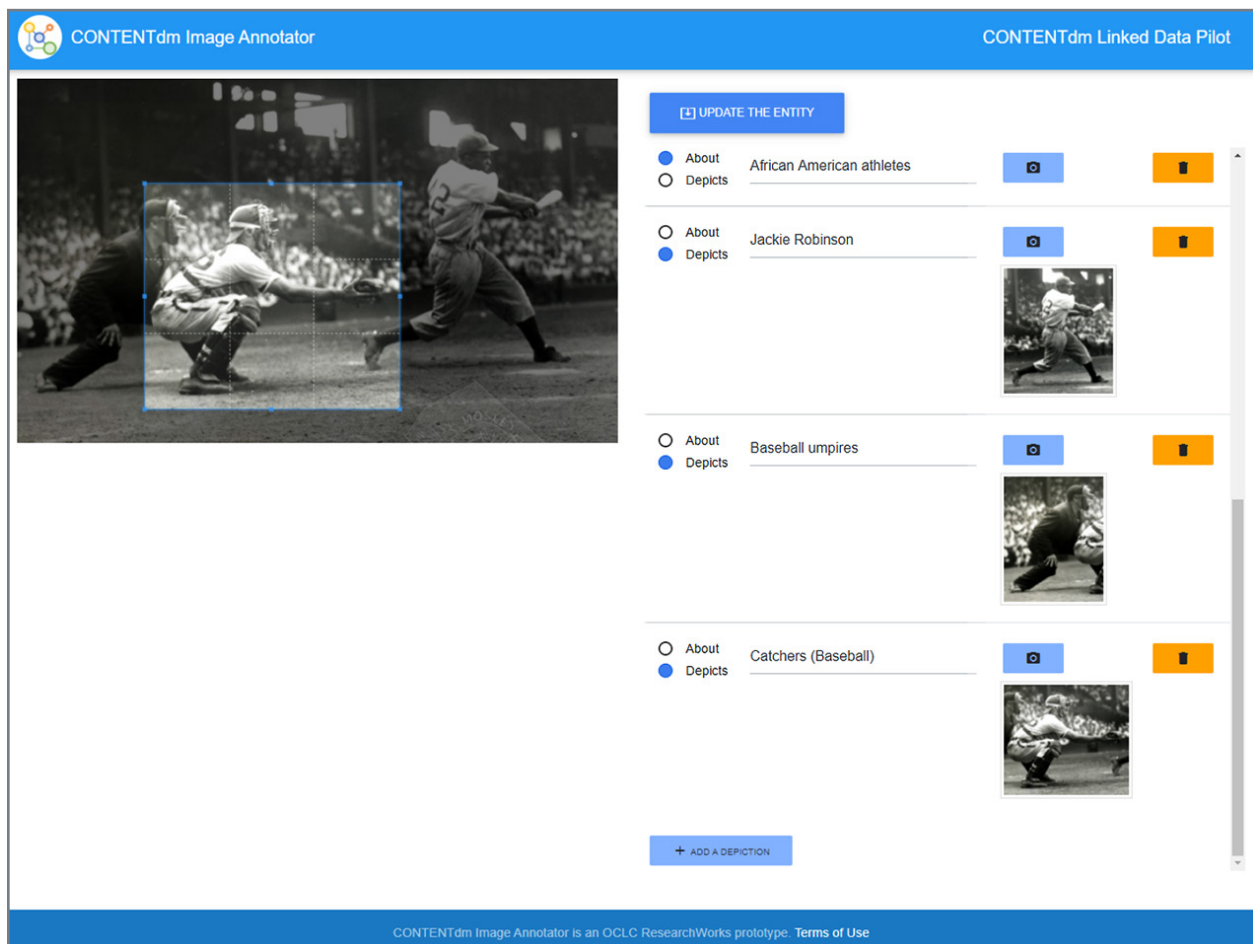 CONTENTdm Image Annotator
CONTENTdm Linked Data Pilot
UPDATE THE ENTITY
About
Depicts
African American athletes
About
Depicts
Jackie Robinson
About
Depicts
Baseball umpires
About
Depicts
Catchers (Baseball)
+ ADD A DEPICTION
CONTENTdm Image Annotator is an OCLC ResearchWorks prototype. Terms of Use